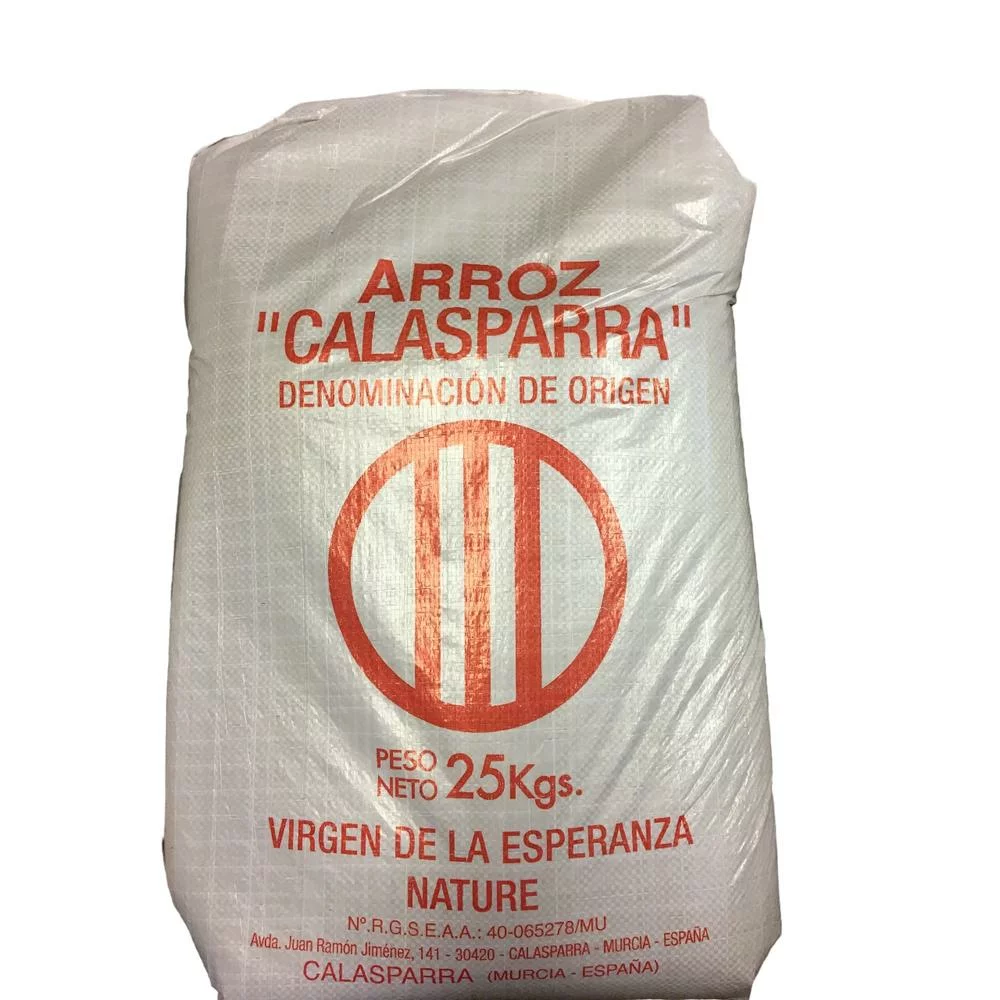 ARROZ
"CALASPARRA"
DENOMINACIÓN DE ORIGEN
PESO
NETO 25Kgs.
VIRGEN DE LA ESPERANZA
NATURE
Nº.R.G.S.E.A.A.: 40-065278/MU
Avda. Juan Ramón Jiménez, 141 - 30420 - CALASPARRA - MURCIA - ESPAÑA
CALASPARRA (MURCIA - ESPAÑA)